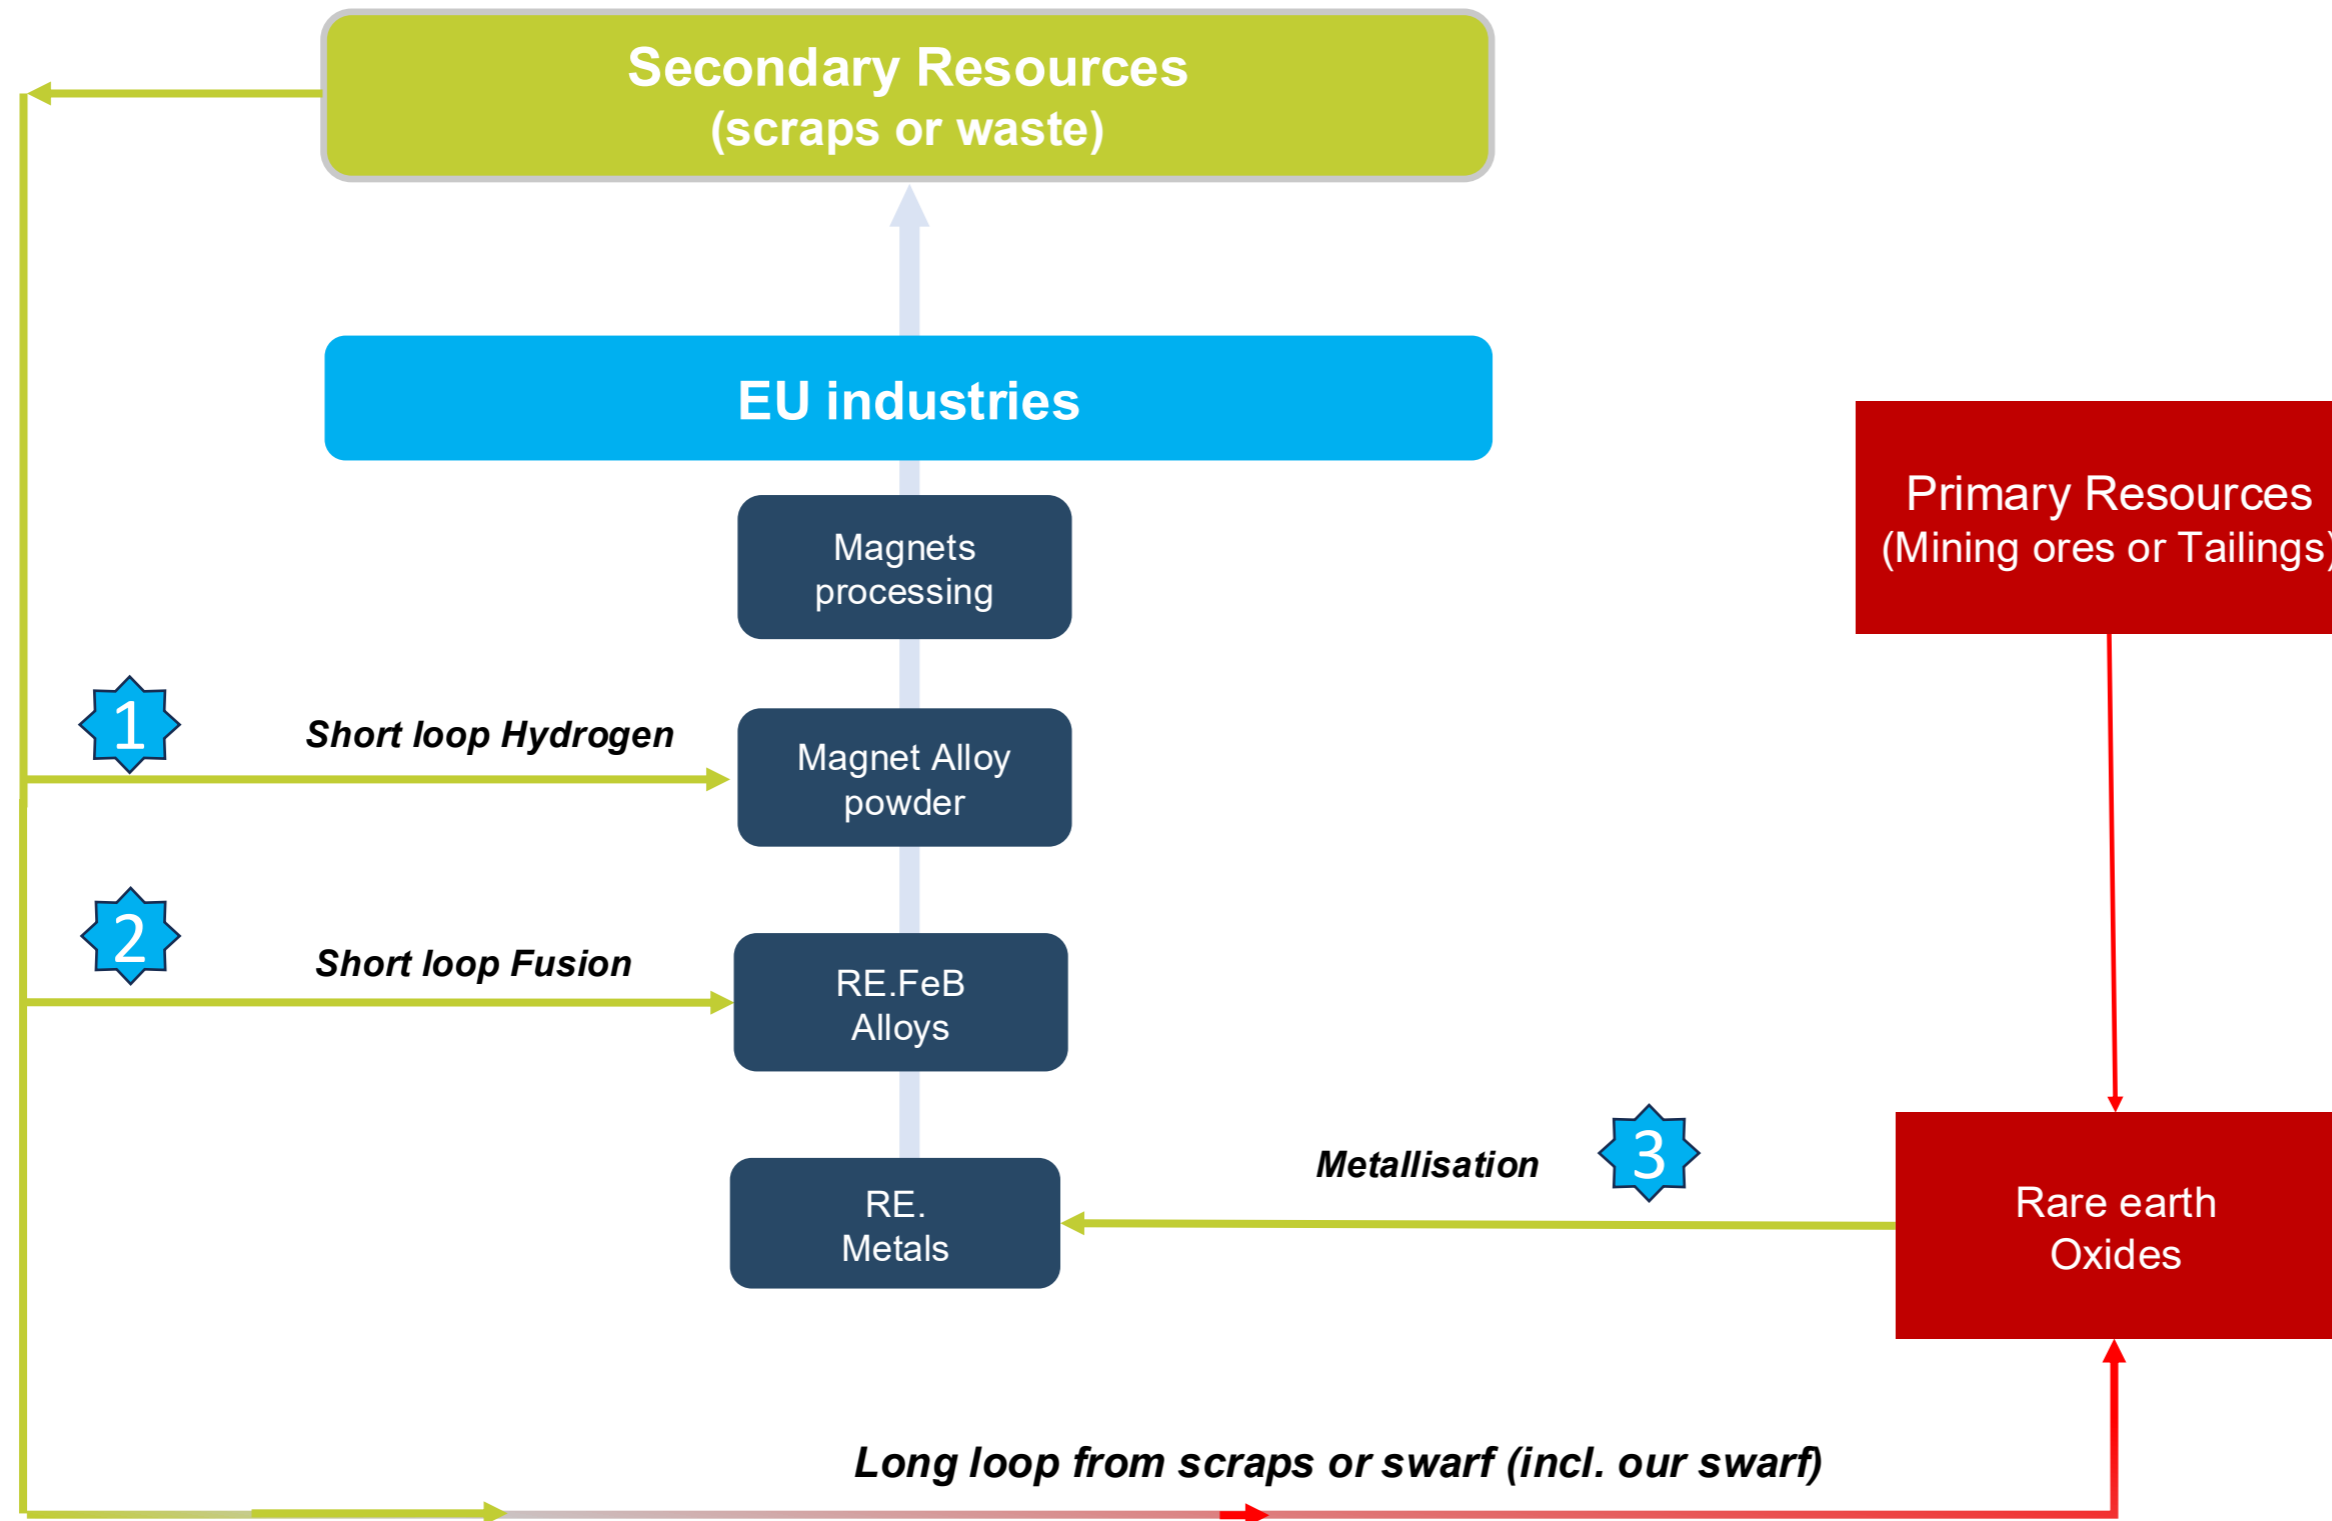 Secondary Resources
(scraps or waste)
EU industries
Magnets
processing
Primary Resources
(Mining ores or Tailings)
1
Short loop Hydrogen
Magnet Alloy
powder
2
Short loop Fusion
RE.FeB
Alloys
Metallisation
3
RE.
Metals
Rare earth
Oxides
Long loop from scraps or swarf (incl. our swarf)